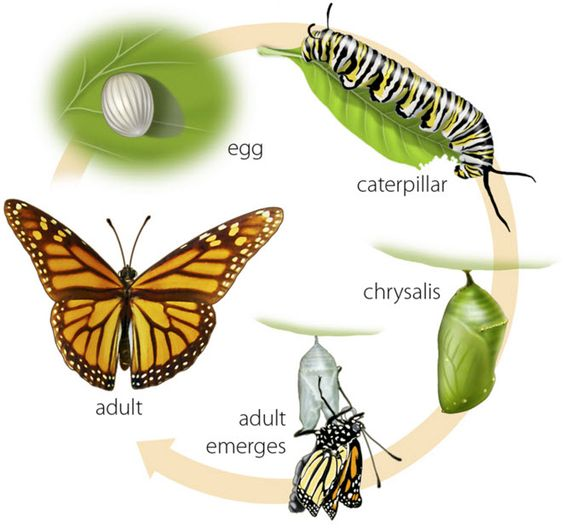 egg
caterpillar
chrysalis
adult
emerges
adult